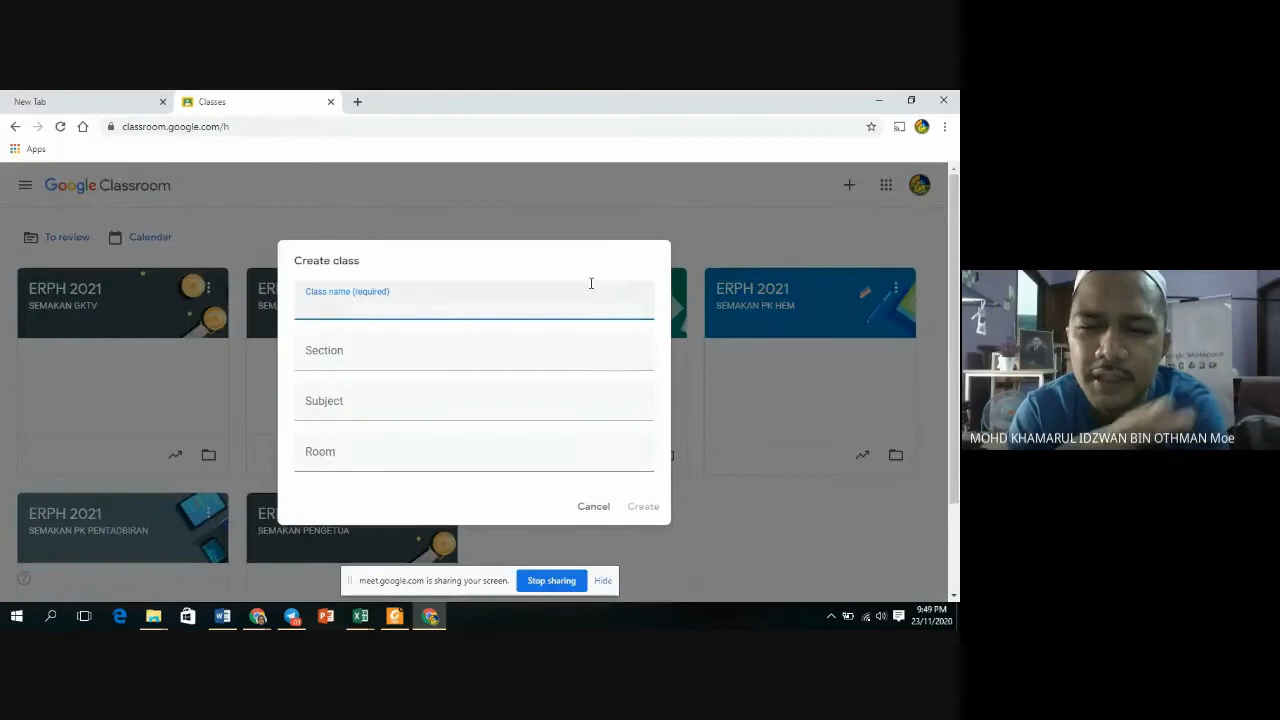 New Tab
Classes
classroom.google.com/h
Apps
Google Classroom
To review
Calendar
ERPH 2021
SEMAKAN GKTV
ERPH 2021
SEMAKAN PK HEM
Create class
Class name (required)
Section
Subject
Room
Cancel
Create
ERPH 2021
SEMAKAN PK PENTADBIRAN
SEMAKAN PENGETUA
meet.google.com is sharing your screen.
Stop sharing
Hide
9:49 PM
23/11/2020
Workspace
MOHD KHAMARUL IDZWAN BIN OTHMAN Moe